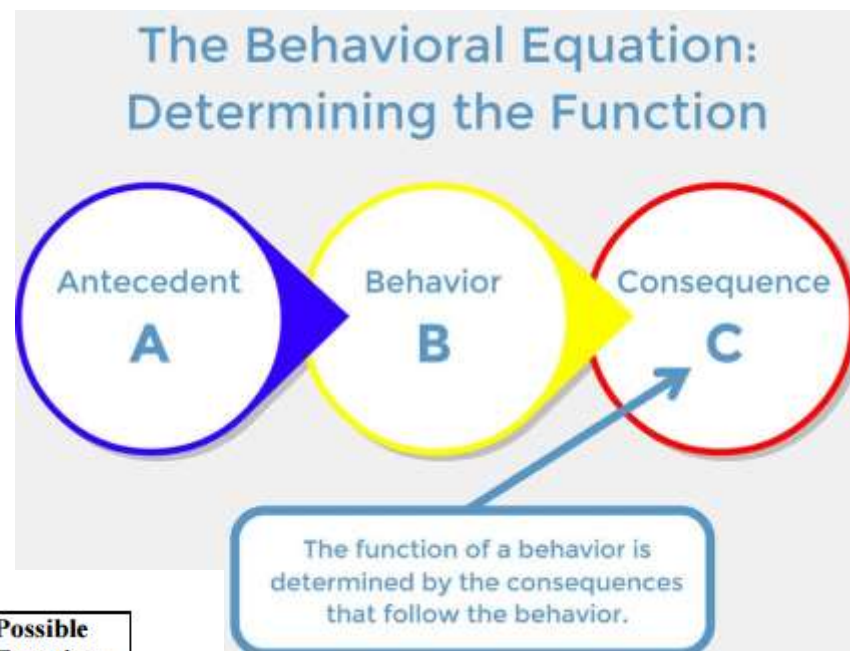 The Behavioral Equation:
Determining the Function
Antecedent
A
Behavior
B
Consequence
C
The function of a behavior is
determined by the consequences
that follow the behavior.
Possible